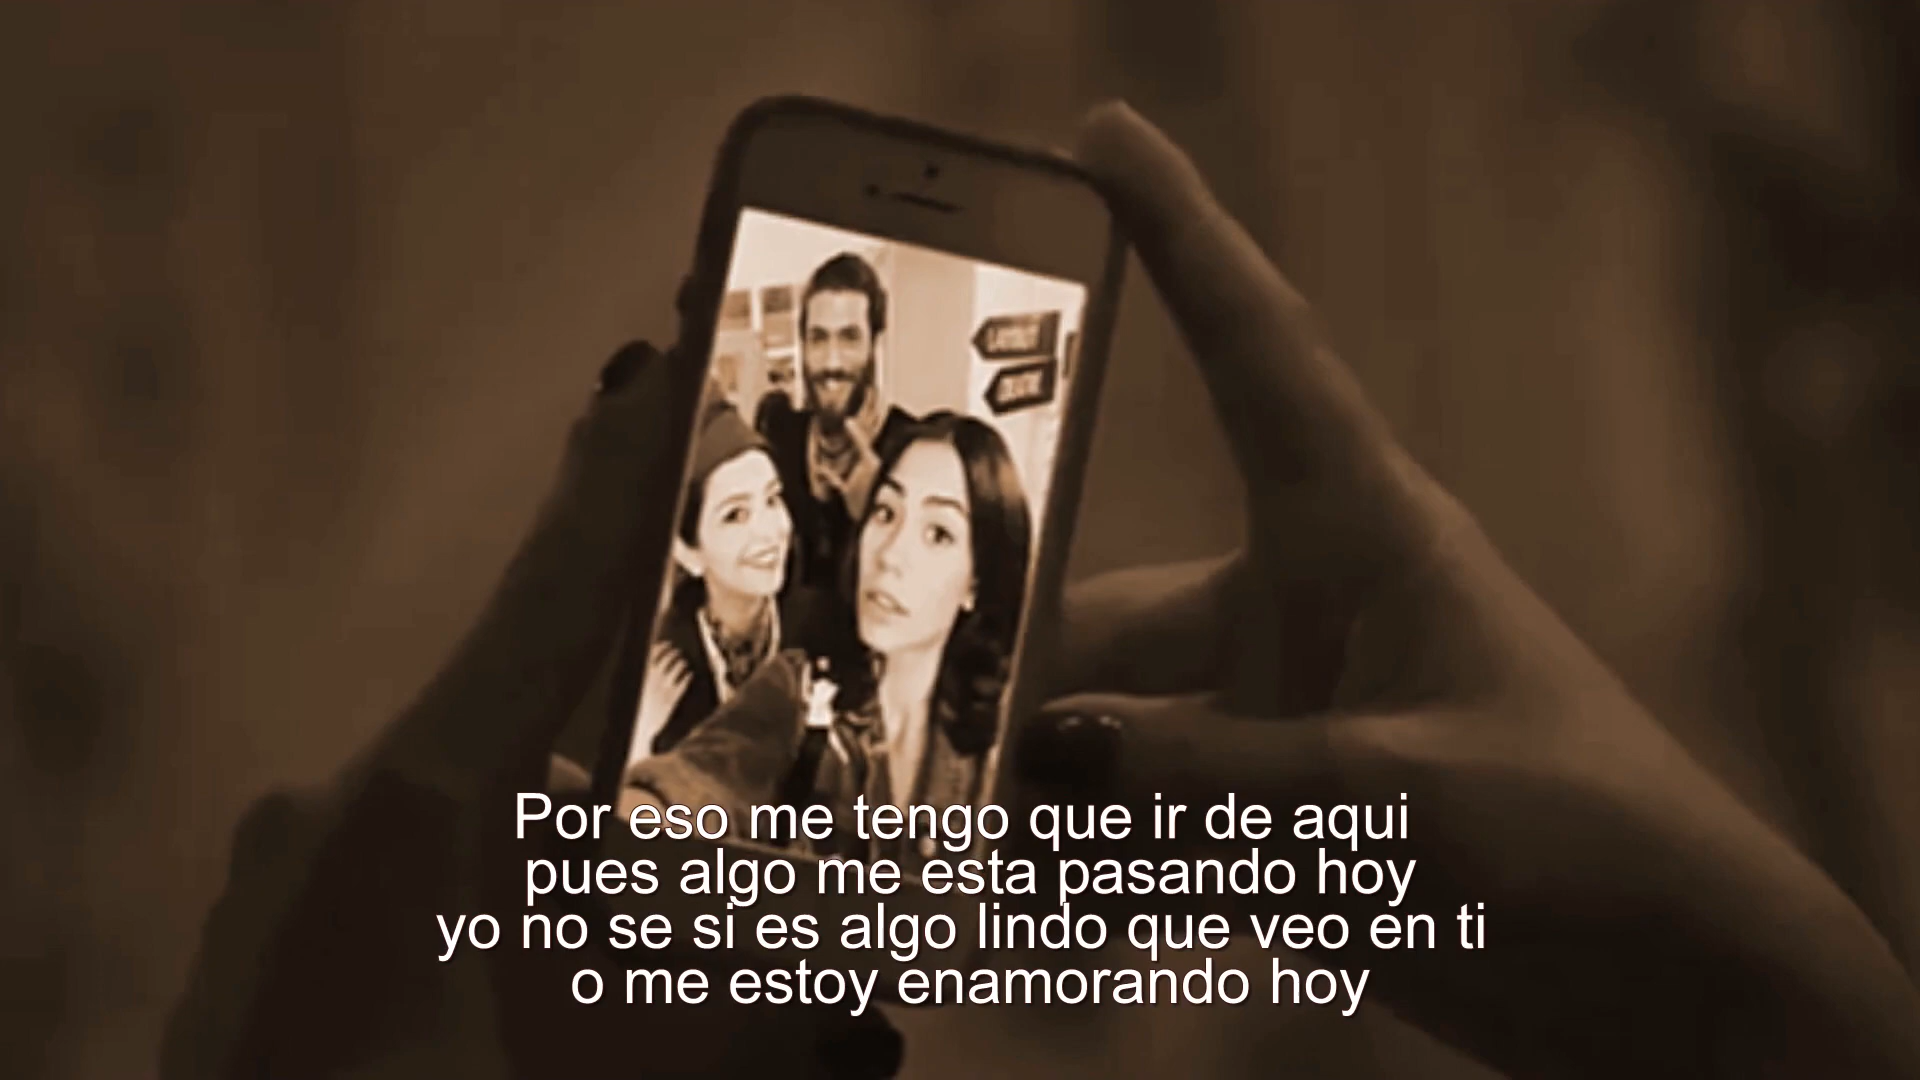 Por eso me tengo que ir de aqui
pues algo me esta pasando hoy
yo no se si es algo lindo que veo en ti
o me estoy enamorando hoy